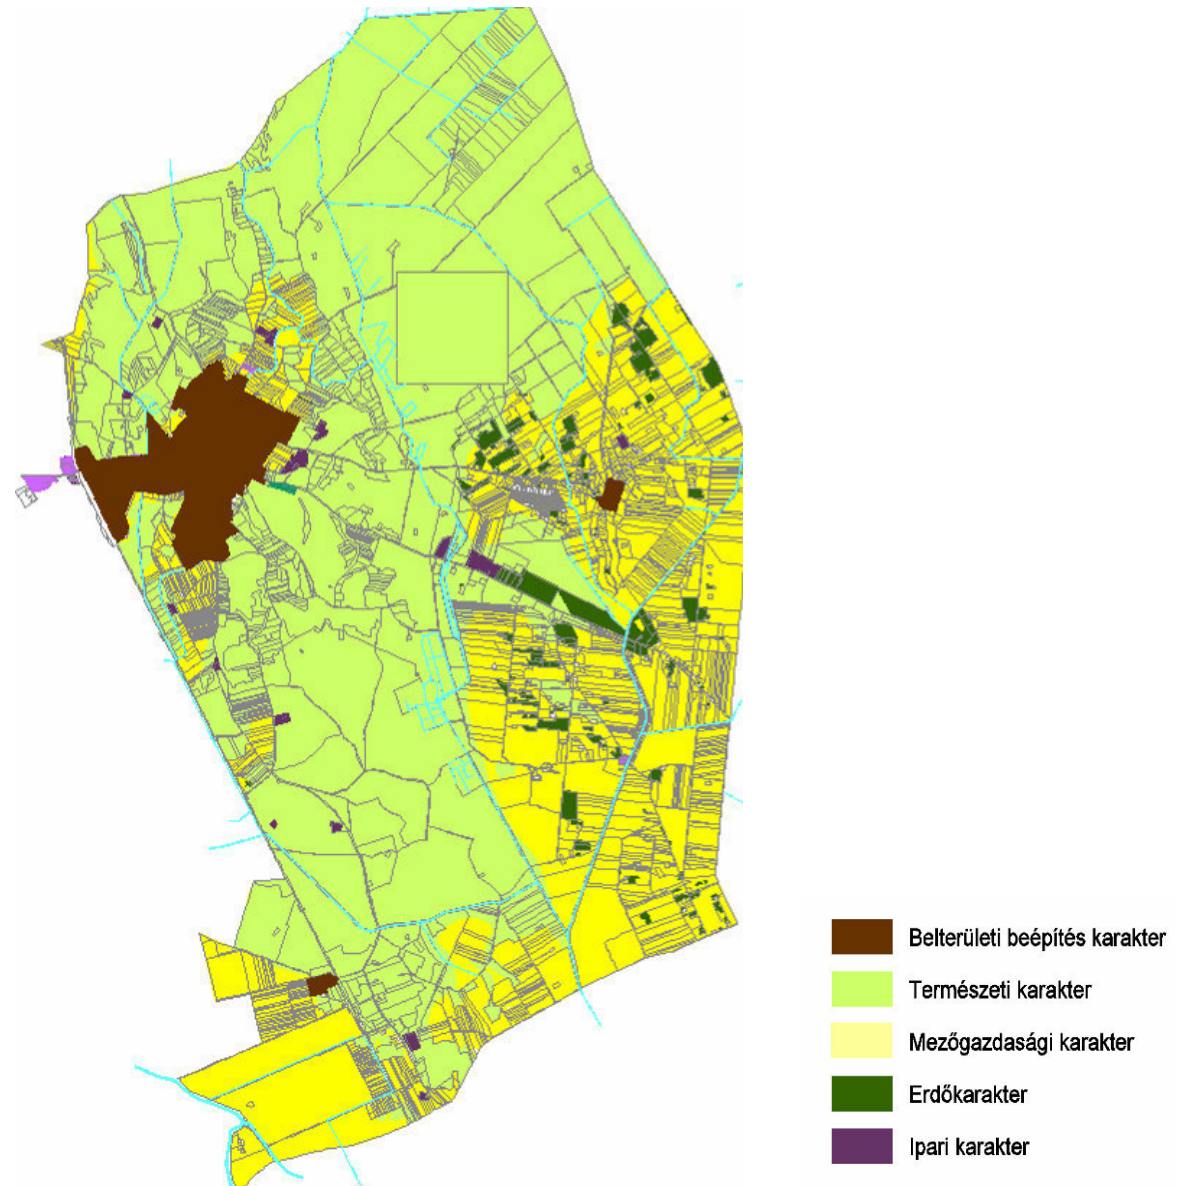 Belterületi beépítés karakter
Természeti karakter
Mezőgazdasági karakter
Erdőkarakter
Ipari karakter